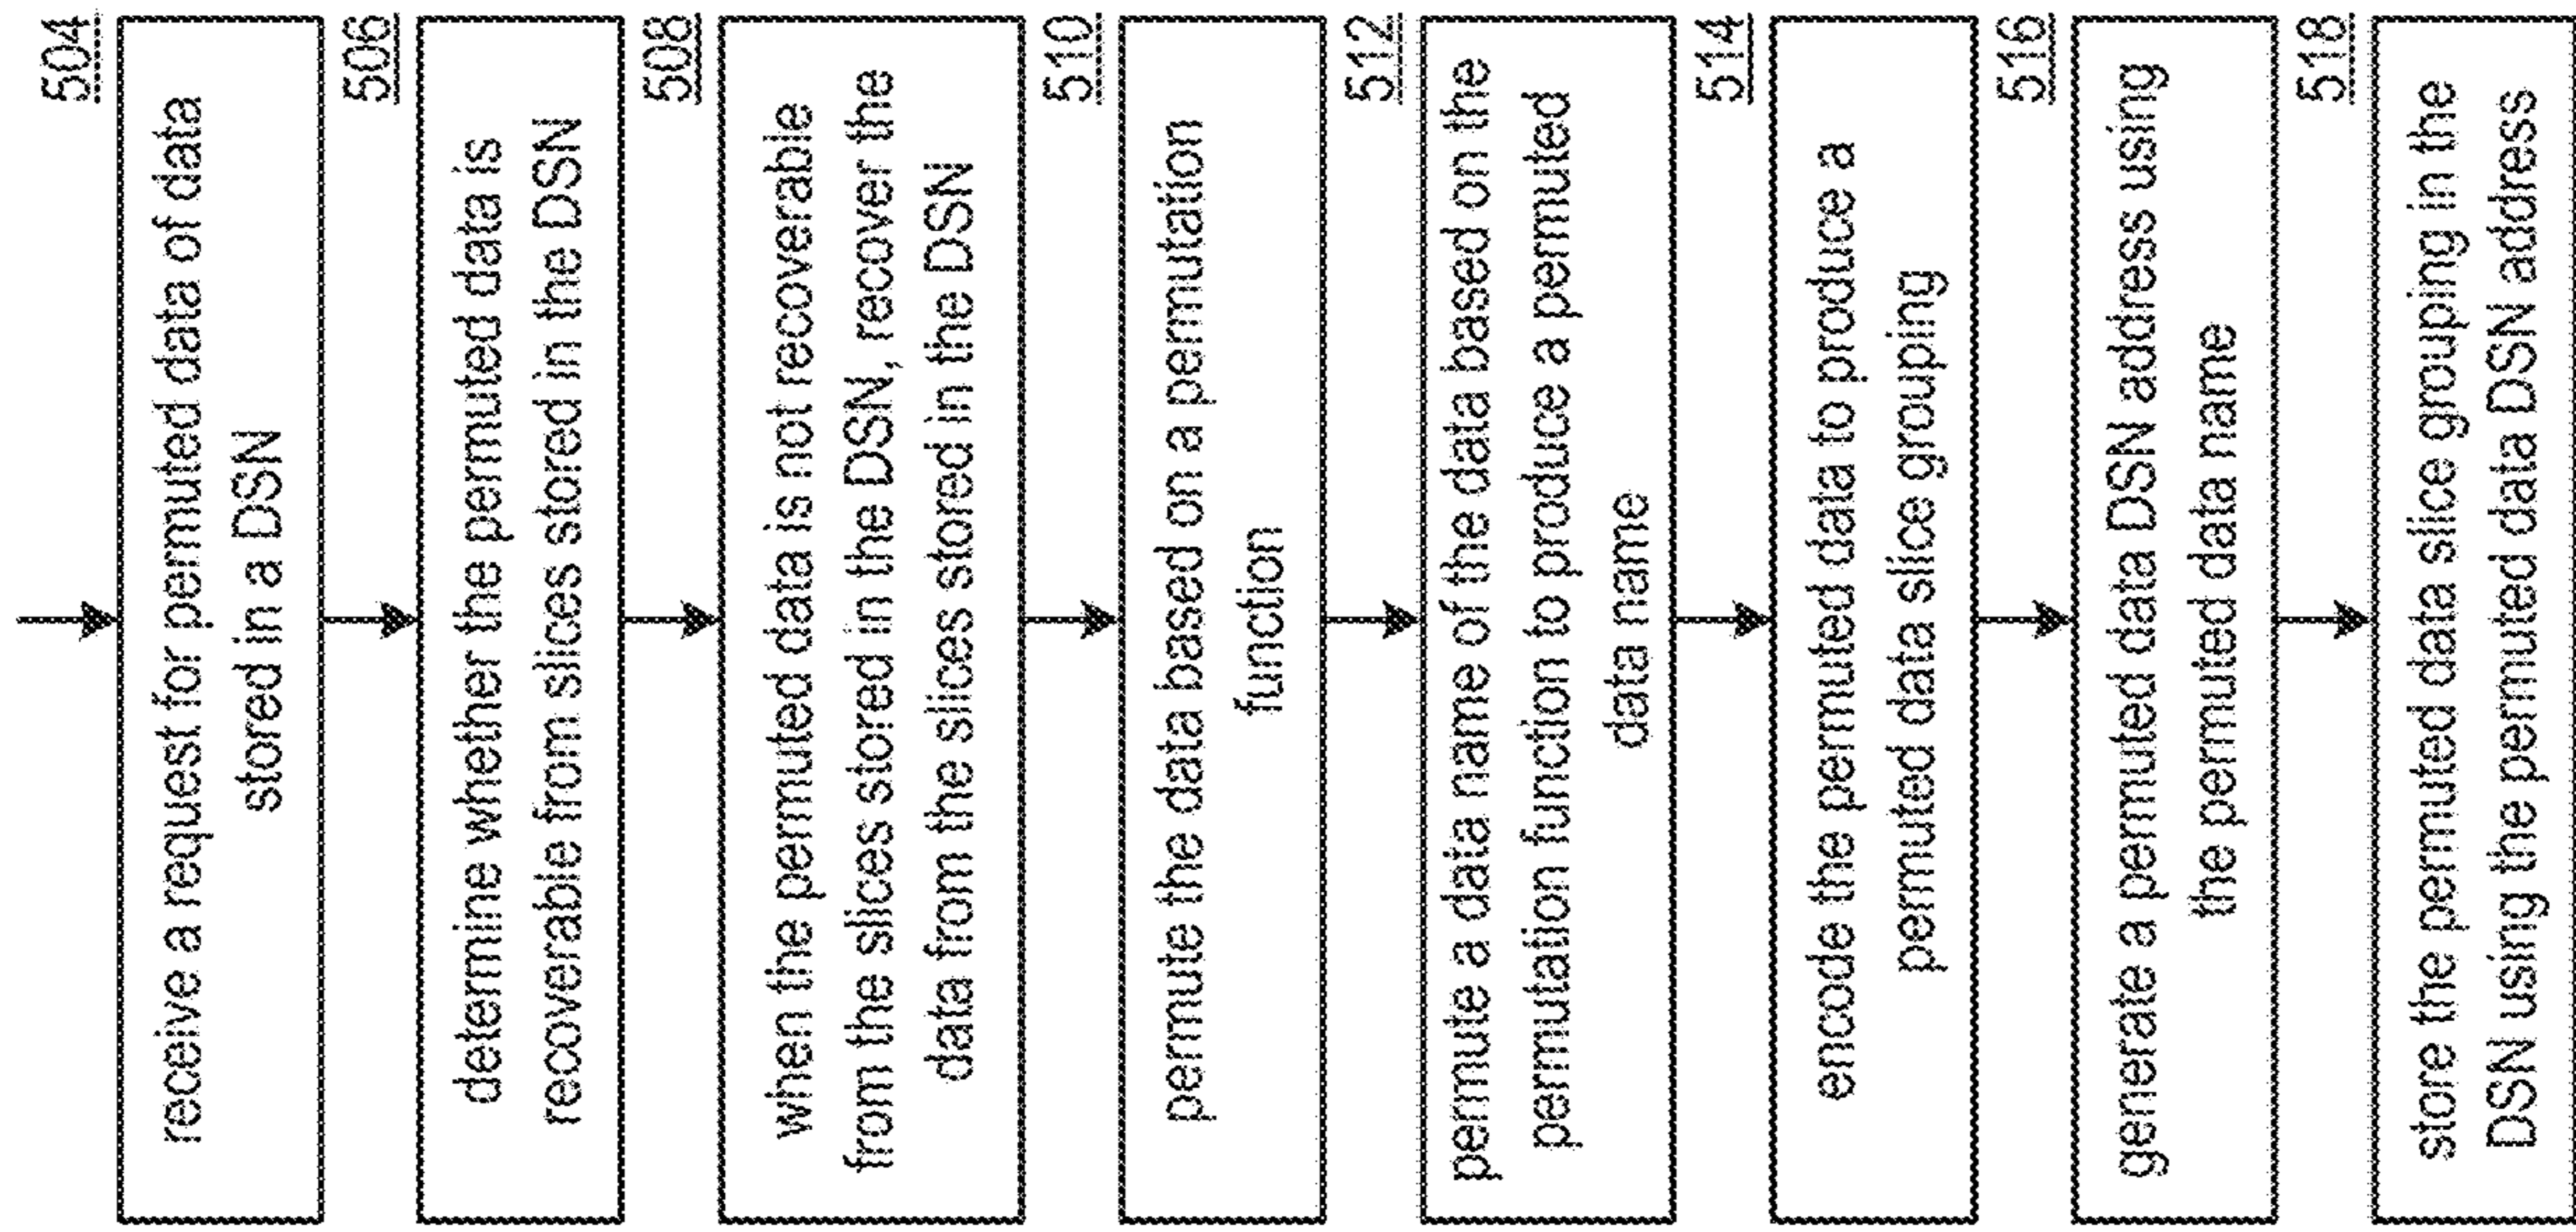 504
receive a request for permuted data of data
stored in a DSN
506
determine whether the permuted data is
recoverable from slices stored in the DSN
508
when the permuted data is not recoverable
from the slices stored in the DSN, recover the
data from the slices stored in the DSN
510
permute the data based on a permutation
function
512
permute a data name of the data based on the
permutation function to produce a permuted
data name
514
encode the permuted data to produce a
permuted data slice grouping
516
generate a permuted data DSN address using
the permuted data name
518
store the permuted data slice grouping in the
DSN using the permuted data DSN address